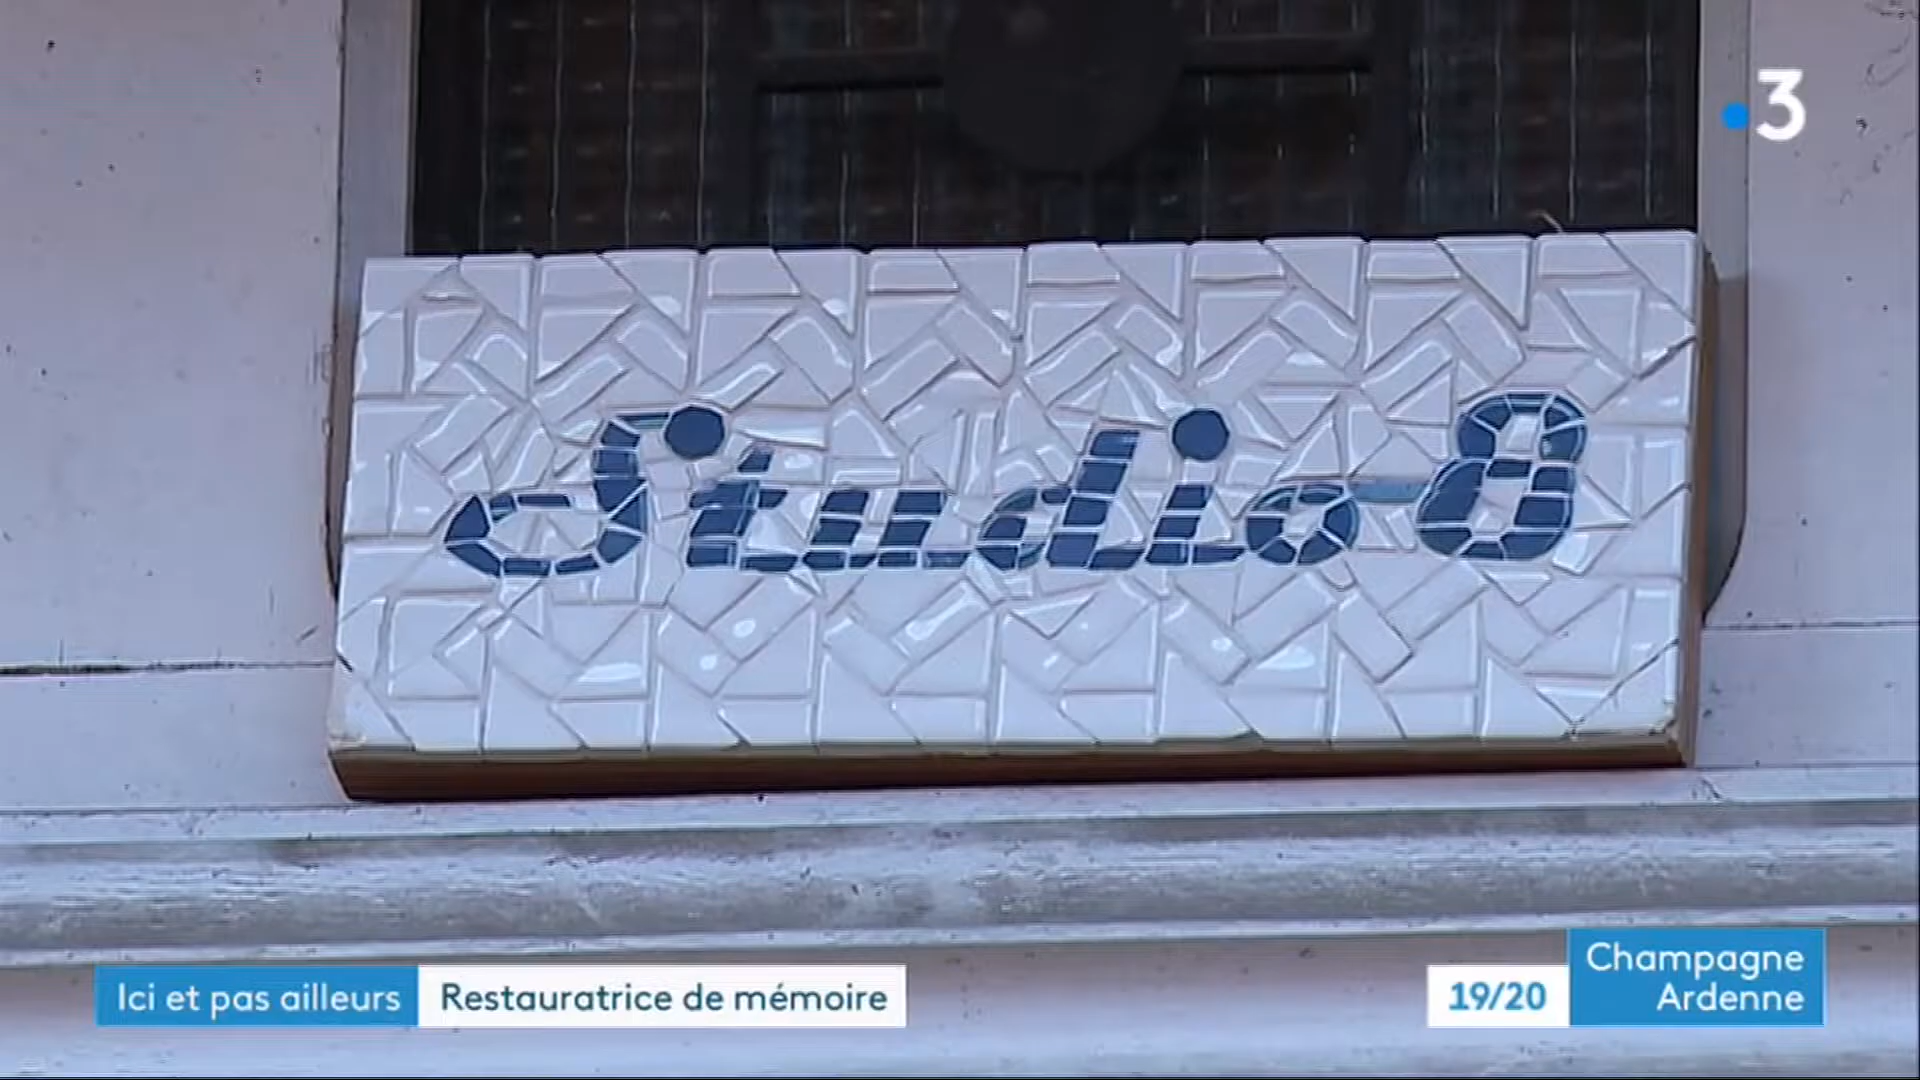 3
Studio-8
Ici et pas ailleurs
Restauratrice de mémoire
19/20
Champagne
Ardenne